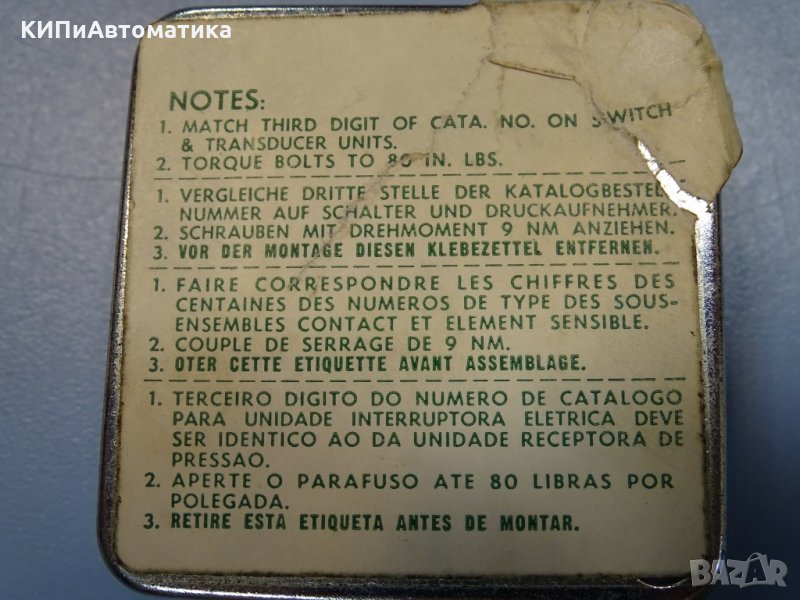 КИПиАвтоматика
NOTES:
1. MATCH THIRD DIGIT OF CATA. NO. ON SWITCH
& TRANSDUCER UNITS.
2. TORQUE BOLTS TO 80 IN. LBS.
1. VERGLEICHE DRITTE STELLE DER KATALOGBESTELL
NUMMER AUF SCHALTER UND DRUCKAUFNEHMER.
2. SCHRAUBEN MIT DREHMOMENT 9 NM ANZIEHEN.
3. VOR DER MONTAGE DIESEN KLEBEZETTEL ENTFERNEN.
1. FAIRE CORRESPONDRE LES CHIFFRES DES
CENTAINES DES NUMEROS DE TYPE DES SOUS-
ENSEMBLES CONTACT ET ELEMENT SENSIBLE.
2. COUPLE DE SERRAGE DE 9 NM.
3. OTER CETTE ETIQUETTE AVANT ASSEMBLAGE.
1. TERCEIRO DIGITO DO NUMERO DE CATALOGO
PARA UNIDADE INTERRUPTORA ELETRICA DEVE
SER IDENTICO AO DA UNIDADE RECEPTORA DE
PRESSAO.
2. APERTE O PARAFUSO ATE 80 LIBRAS POR
POLEGADA.
3. RETIRE ESTA ETIQUETA ANTES DE MONTAR.
BAZAR